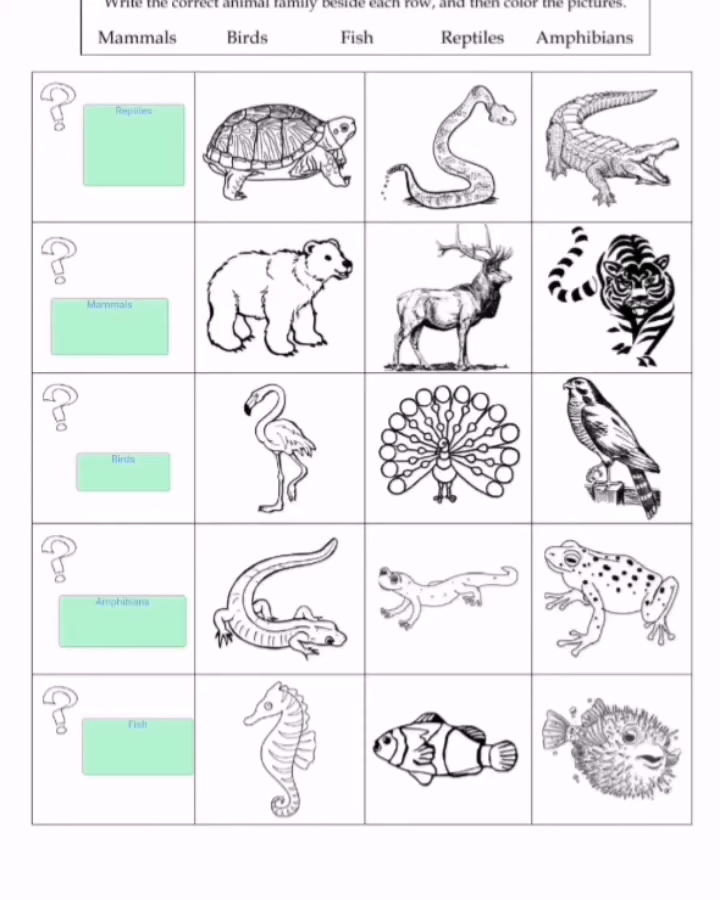 Write the correct animal family beside each row, and then color the pictures.
Mammals Birds Fish Reptiles Amphibians
Reptiles
Mammals
Birds
Amphibians
Fish